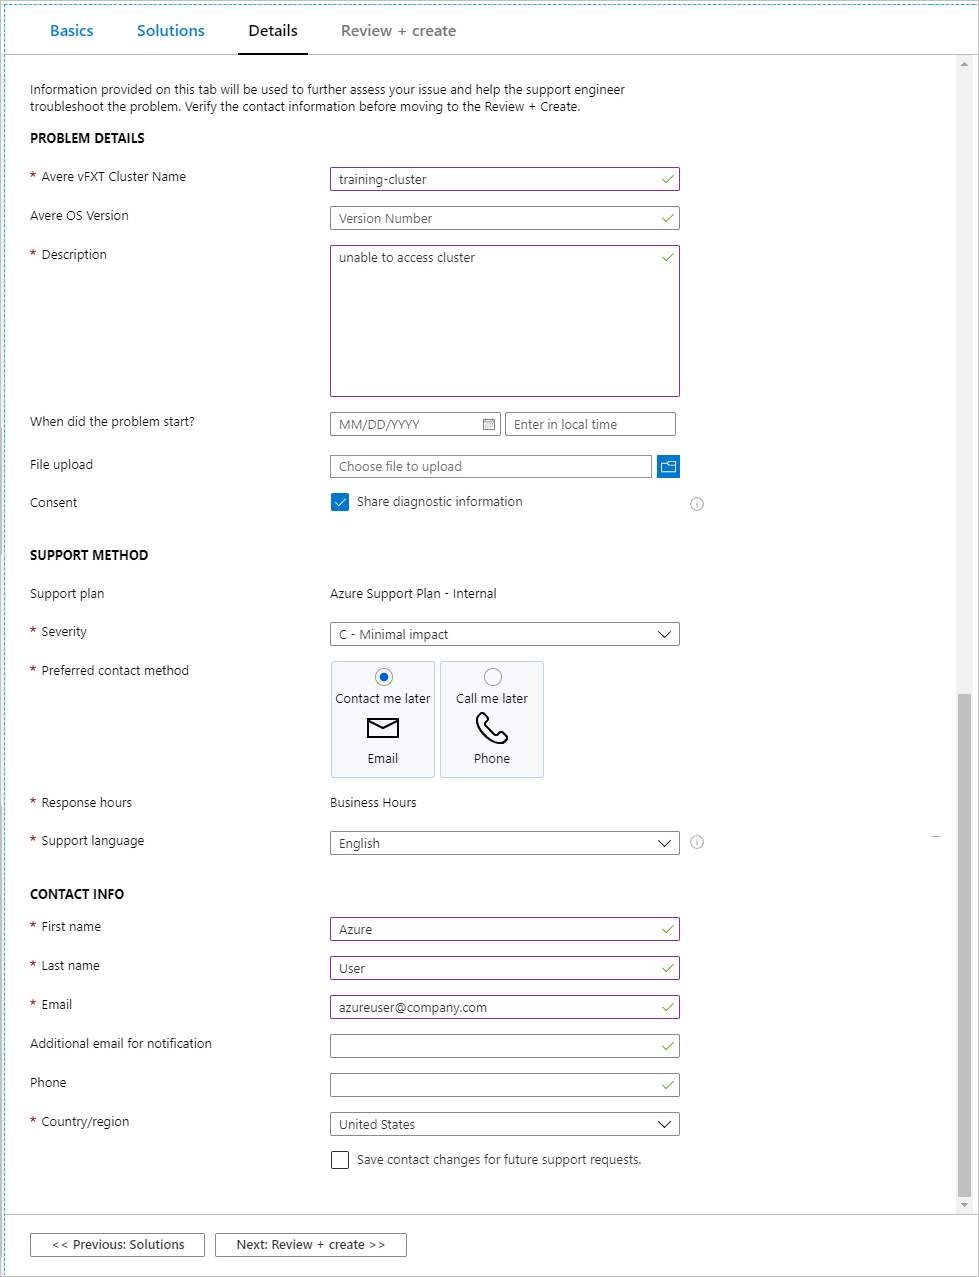 Basics Solutions Details Review + create
Information provided on this tab will be used to further assess your issue and help the support engineer
troubleshoot the problem. Verify the contact information before moving to the Review + Create.
PROBLEM DETAILS
* Avere vFXT Cluster Name training-cluster
Avere OS Version Version Number
* Description unable to access cluster
When did the problem start? MM/DD/YYYY Enter in local time
File upload Choose file to upload
Consent Share diagnostic information
SUPPORT METHOD
Support plan Azure Support Plan - Internal
* Severity C - Minimal impact
* Preferred contact method
Contact me later Call me later
Email Phone
* Response hours Business Hours
* Support language English
CONTACT INFO
* First name Azure
* Last name User
* Email azureuser@company.com
Additional email for notification
Phone
* Country/region United States
Save contact changes for future support requests.
<< Previous: Solutions Next: Review + create >>